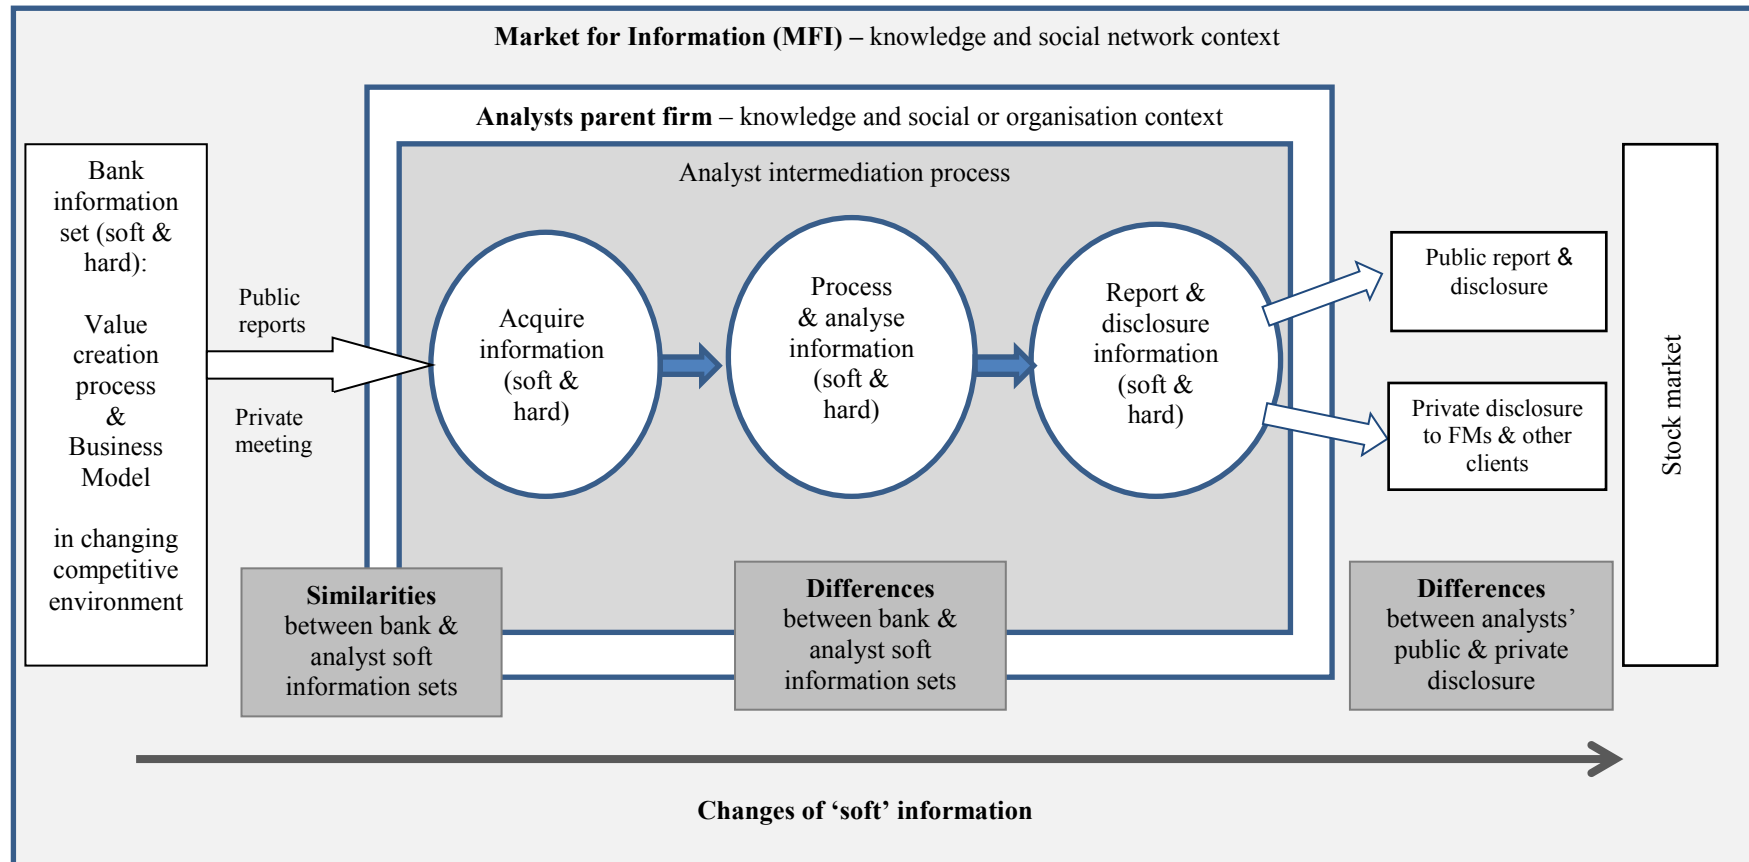 Market for Information (MFI) – knowledge and social network context
Analysts parent firm – knowledge and social or organisation context
Analyst intermediation process
Bank
information
set (soft &
hard):
Value
creation
process
&
Business
Model
in changing
competitive
environment
Public
reports
Private
meeting
Acquire
information
(soft &
hard)
Process
& analyse
information
(soft &
hard)
Report &
disclosure
information
(soft &
hard)
Public report &
disclosure
Private disclosure
to FMs & other
clients
Stock market
Similarities
between bank &
analyst soft
information sets
Differences
between bank &
analyst soft
information sets
Differences
between analysts’
public & private
disclosure
Changes of ‘soft’ information